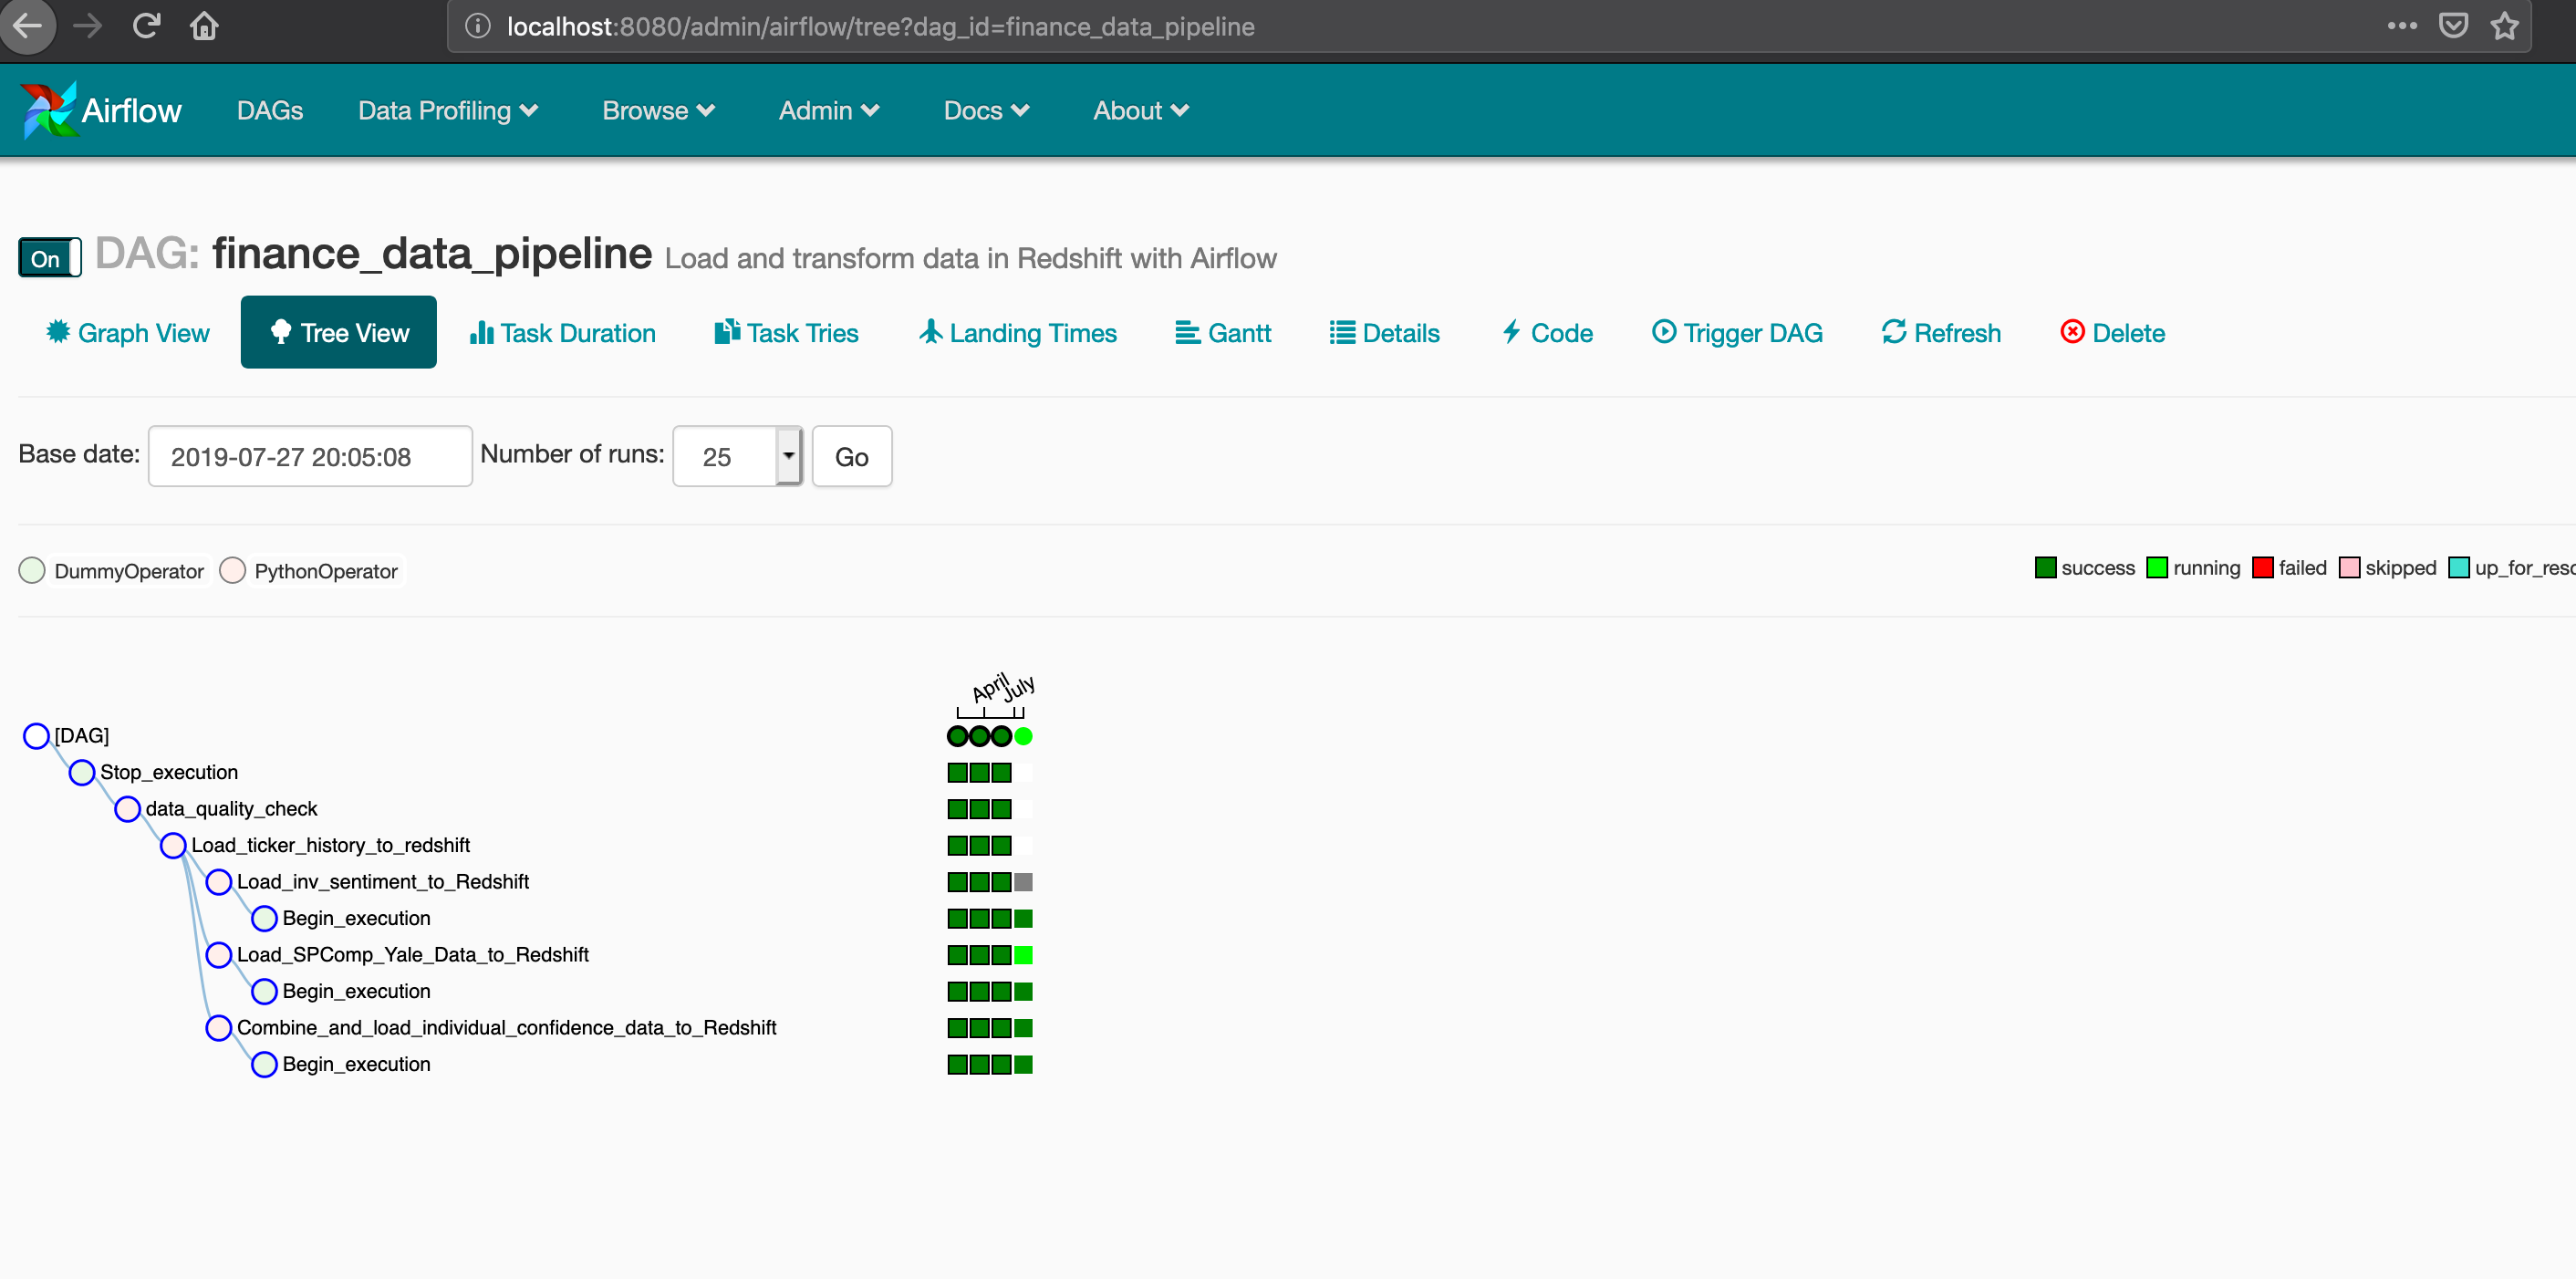 localhost:8080/admin/airflow/tree?dag_id=finance_data_pipeline
Airflow DAGs Data Profiling Browse Admin Docs About
On DAG: finance_data_pipeline Load and transform data in Redshift with Airflow
Graph View Tree View Task Duration Task Tries Landing Times Gantt Details Code Trigger DAG Refresh Delete
Base date: 2019-07-27 20:05:08 Number of runs: 25 Go
DummyOperator PythonOperator success running failed skipped up_for_resc
April July
[DAG]
Stop_execution
data_quality_check
Load_ticker_history_to_redshift
Load_inv_sentiment_to_Redshift
Begin_execution
Load_SPComp_Yale_Data_to_Redshift
Begin_execution
Combine_and_load_individual_confidence_data_to_Redshift
Begin_execution